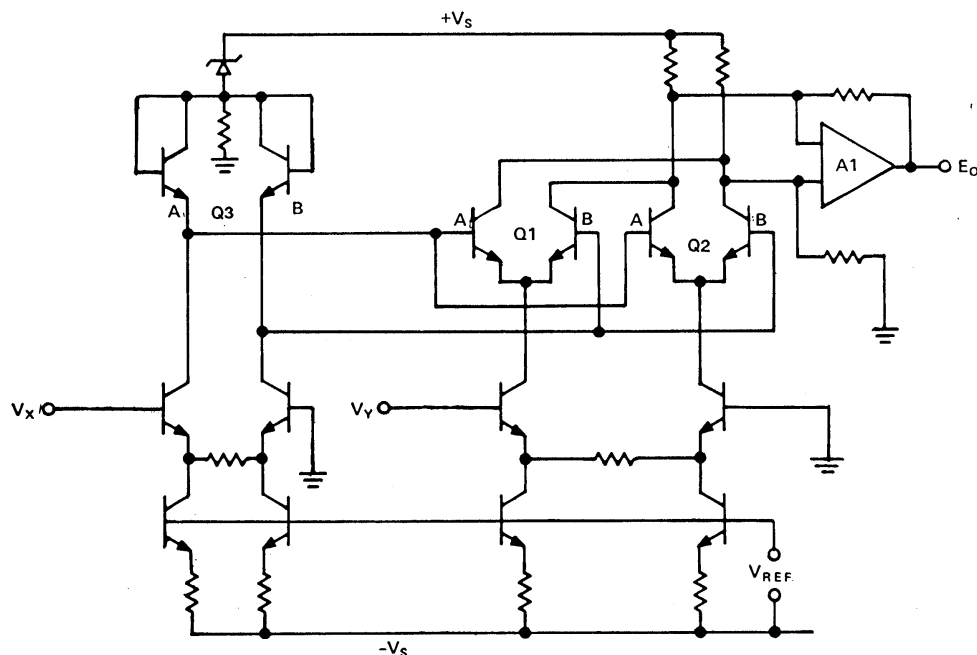 +Vs
A1
Eo
A Q3 B
A Q1 B
A Q2 B
Vx
VY
VREF.
-Vs